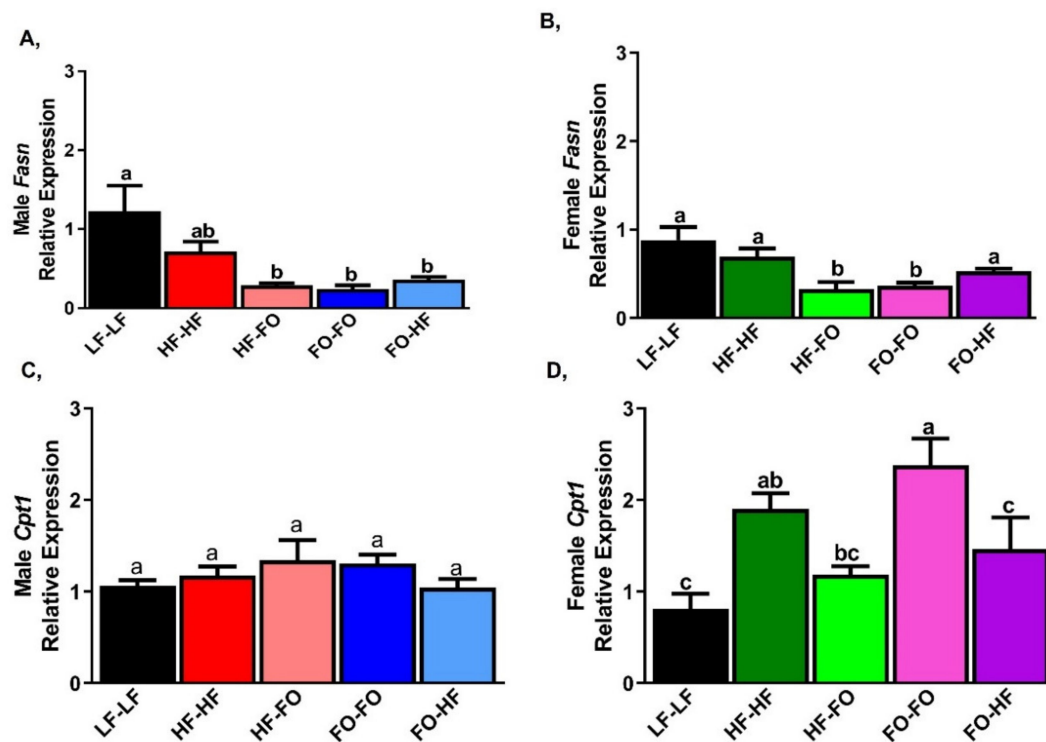 A,
Male Fasn
Relative Expression
3
2
1
0
a
ab
b
b
b
LF-LF
HF-HF
HF-FO
FO-FO
FO-HF
B,
Female Fasn
Relative Expression
3
2
1
0
a
a
b
b
a
LF-LF
HF-HF
HF-FO
FO-FO
FO-HF
C,
Male Cpt1
Relative Expression
3
2
1
0
a
a
a
a
a
LF-LF
HF-HF
HF-FO
FO-FO
FO-HF
D,
Female Cpt1
Relative Expression
3
2
1
0
c
ab
bc
a
c
LF-LF
HF-HF
HF-FO
FO-FO
FO-HF